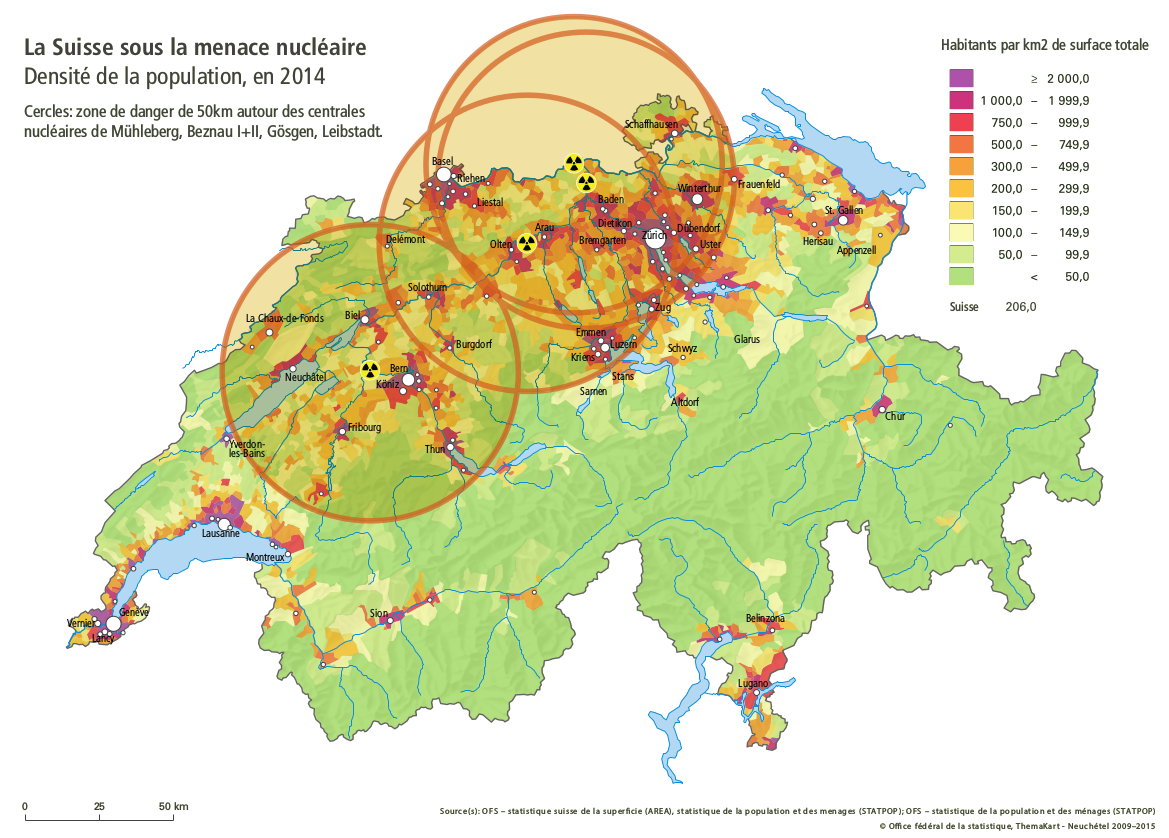 La Suisse sous la menace nucléaire
Densité de la population, en 2014
Cercles: zone de danger de 50km autour des centrales
nucléaires de Mühleberg, Beznau I+II, Gösgen, Leibstadt.
Habitants par km2 de surface totale
≥ 2 000,0
1 000,0 – 1 999,9
750,0 – 999,9
500,0 – 749,9
300,0 – 499,9
200,0 – 299,9
150,0 – 199,9
100,0 – 149,9
50,0 – 99,9
< 50,0
Suisse 206,0
Schaffhausen
Basel
Riehen
Liestal
Winterthur
Frauenfeld
Baden
St. Gallen
Dietikon
Zürich
Dübendorf
Arau
Olten
Bremgarten
Uster
Herisau
Appenzell
Delémont
Solothurn
Zug
La Chaux-de-Fonds
Biel
Emmen
Luzern
Kriens
Burgdorf
Schwyz
Glarus
Neuchâtel
Bern
Köniz
Stans
Sarnen
Altdorf
Chur
Fribourg
Yverdon-
les-Bains
Thun
Lausanne
Montreux
Genève
Vernier
Lancy
Sion
Belinzona
Lugano
0 25 50 km
Source(s): OFS – statistique suisse de la superficie (AREA), statistique de la population et des menages (STATPOP); OFS – statistique de la population et des ménages (STATPOP)
© Office fédéral de la statistique, ThemaKart - Neuchétel 2009–2015